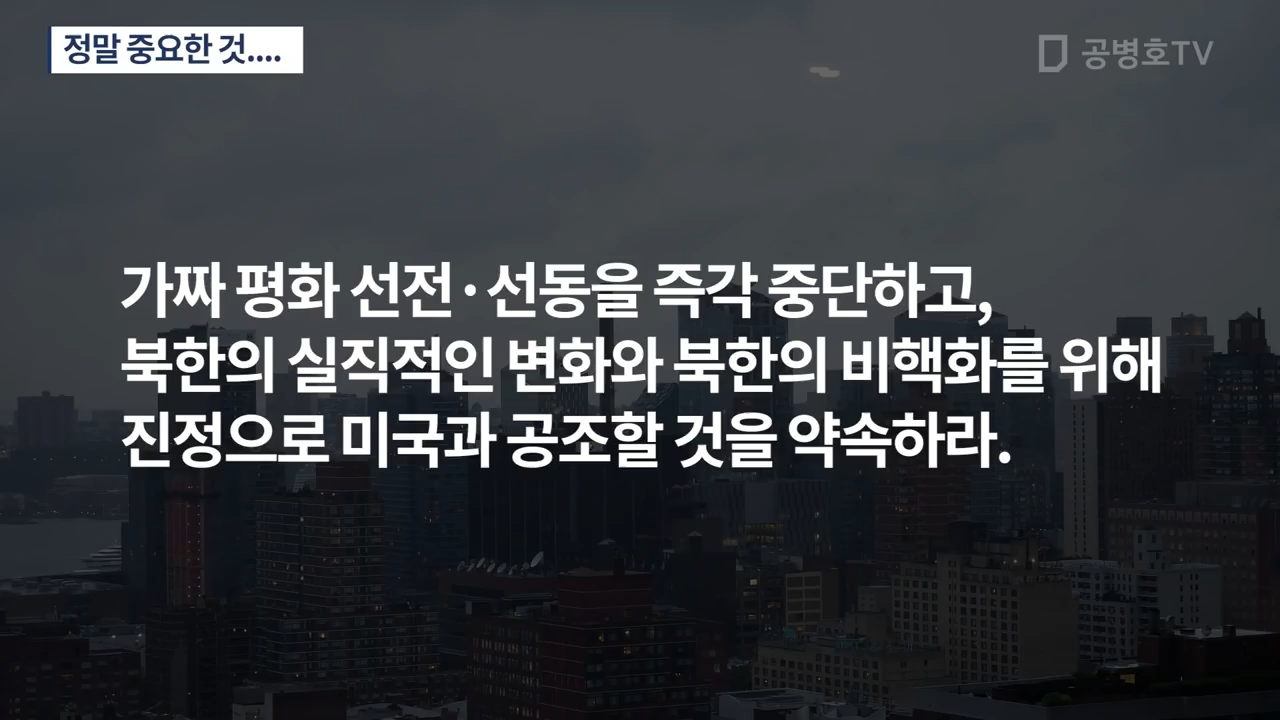 정말 중요한 것....
공병호TV
가짜 평화 선전·선동을 즉각 중단하고,
북한의 실직적인 변화와 북한의 비핵화를 위해
진정으로 미국과 공조할 것을 약속하라.